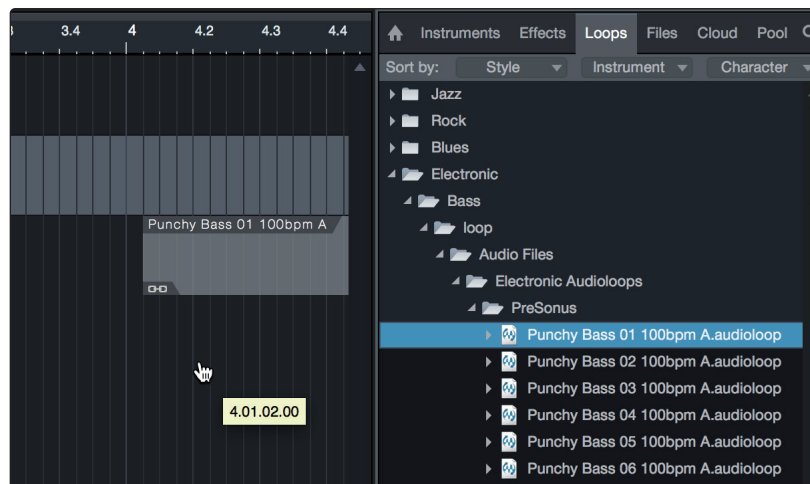 3.4 4 4.2 4.3 4.4
Instruments Effects Loops Files Cloud Pool
Sort by: Style Instrument Character
Jazz
Rock
Blues
Electronic
Bass
loop
Audio Files
Electronic Audioloops
PreSonus
Punchy Bass 01 100bpm A.audioloop
Punchy Bass 02 100bpm A.audioloop
Punchy Bass 03 100bpm A.audioloop
Punchy Bass 04 100bpm A.audioloop
Punchy Bass 05 100bpm A.audioloop
Punchy Bass 06 100bpm A.audioloop
Punchy Bass 01 100bpm A
4.01.02.00